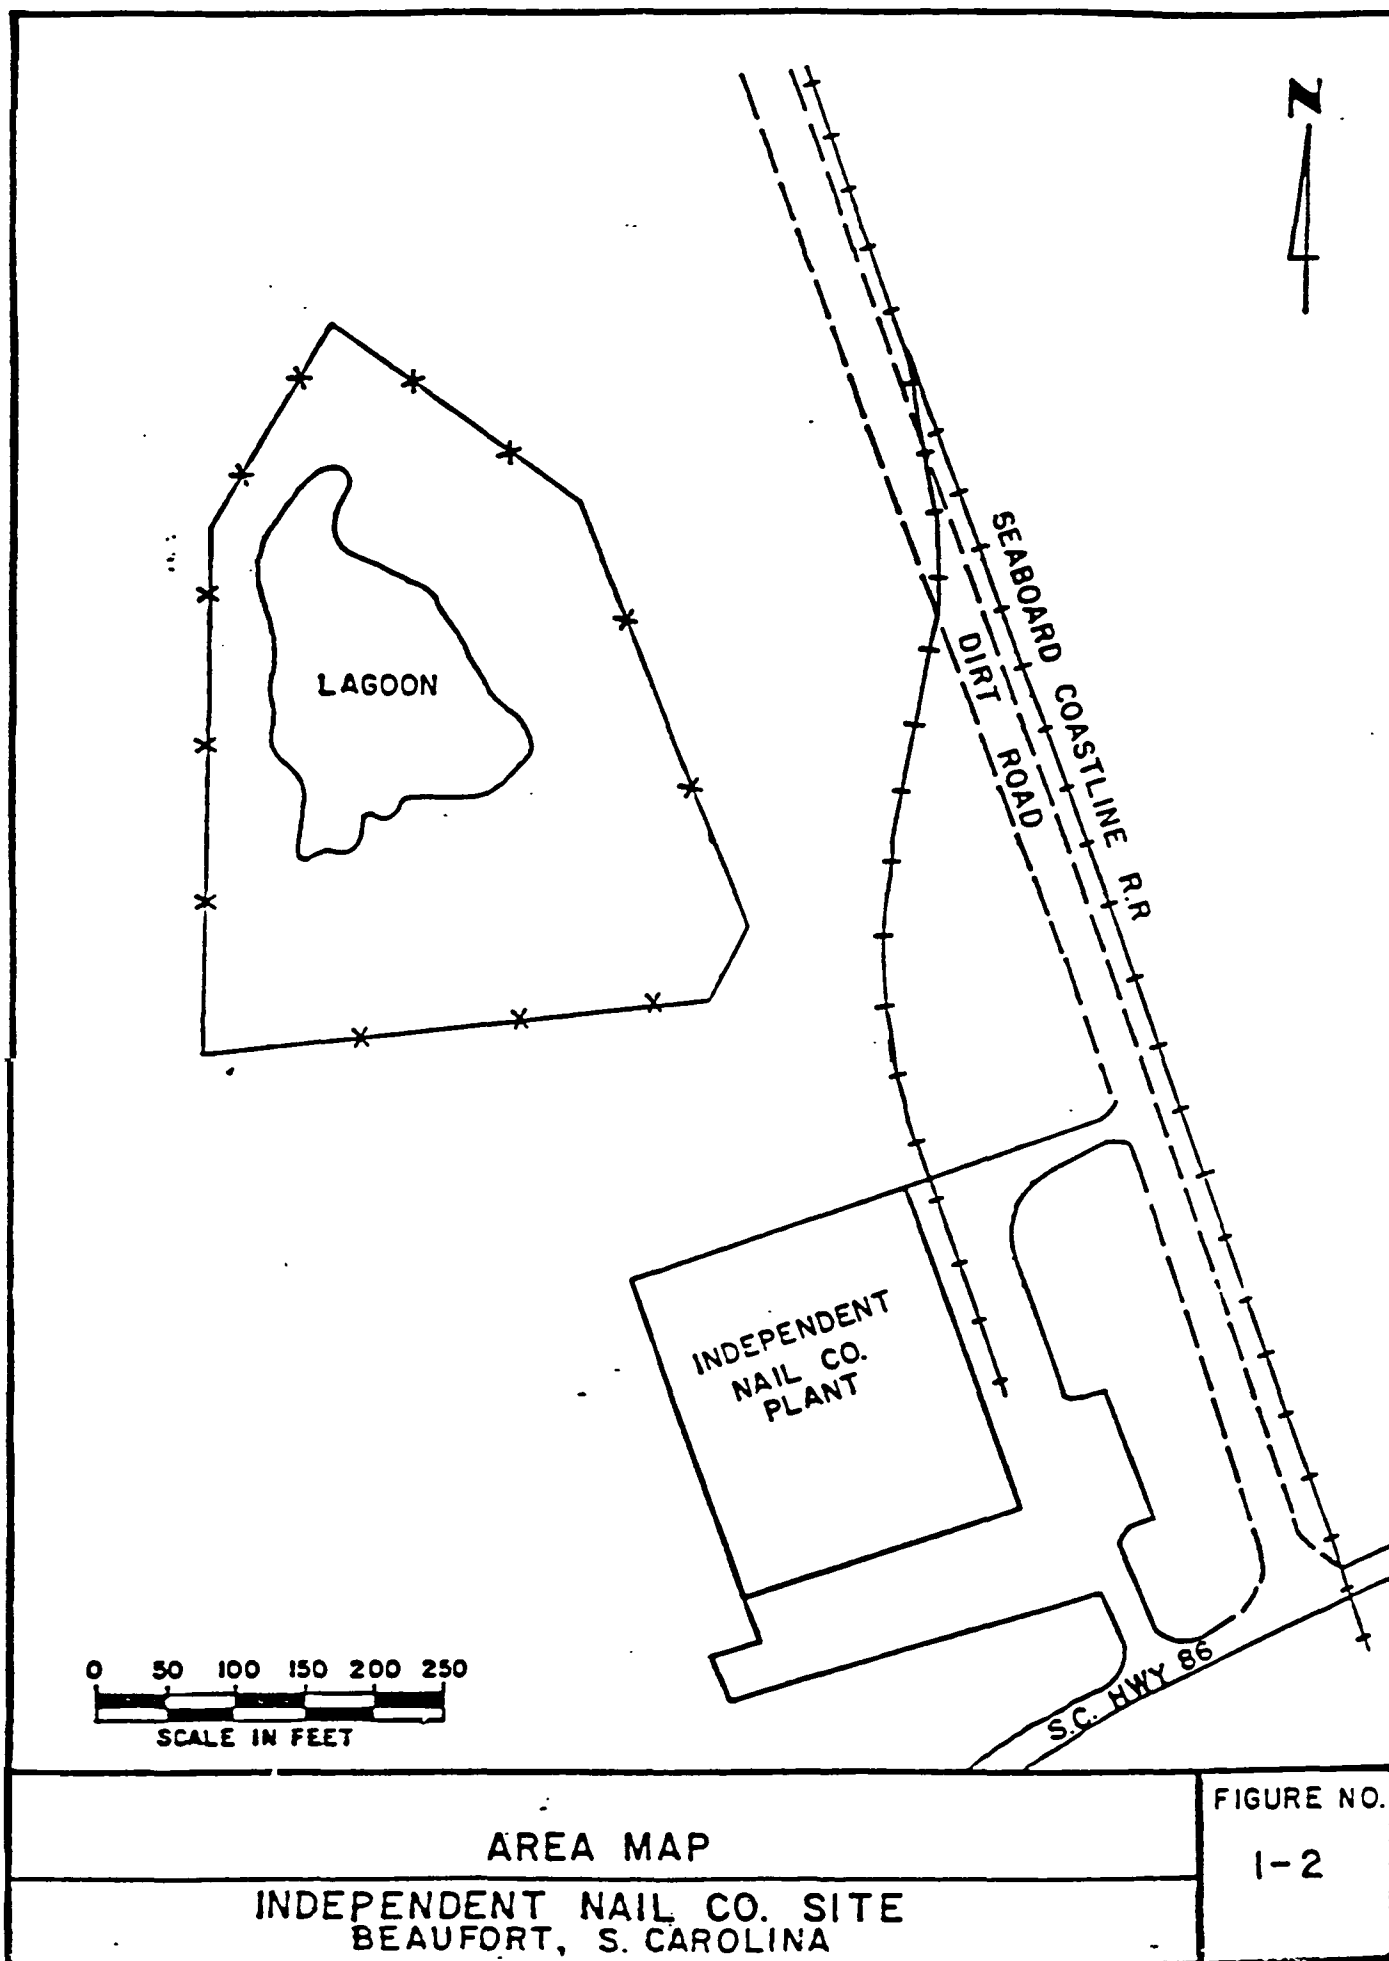 N
SEABOARD COASTLINE R.R
DIRT ROAD
LAGOON
INDEPENDENT
NAIL CO.
PLANT
S.C. HWY 86
0 50 100 150 200 250
SCALE IN FEET
AREA MAP
INDEPENDENT NAIL CO. SITE
BEAUFORT, S. CAROLINA
FIGURE NO.
1-2